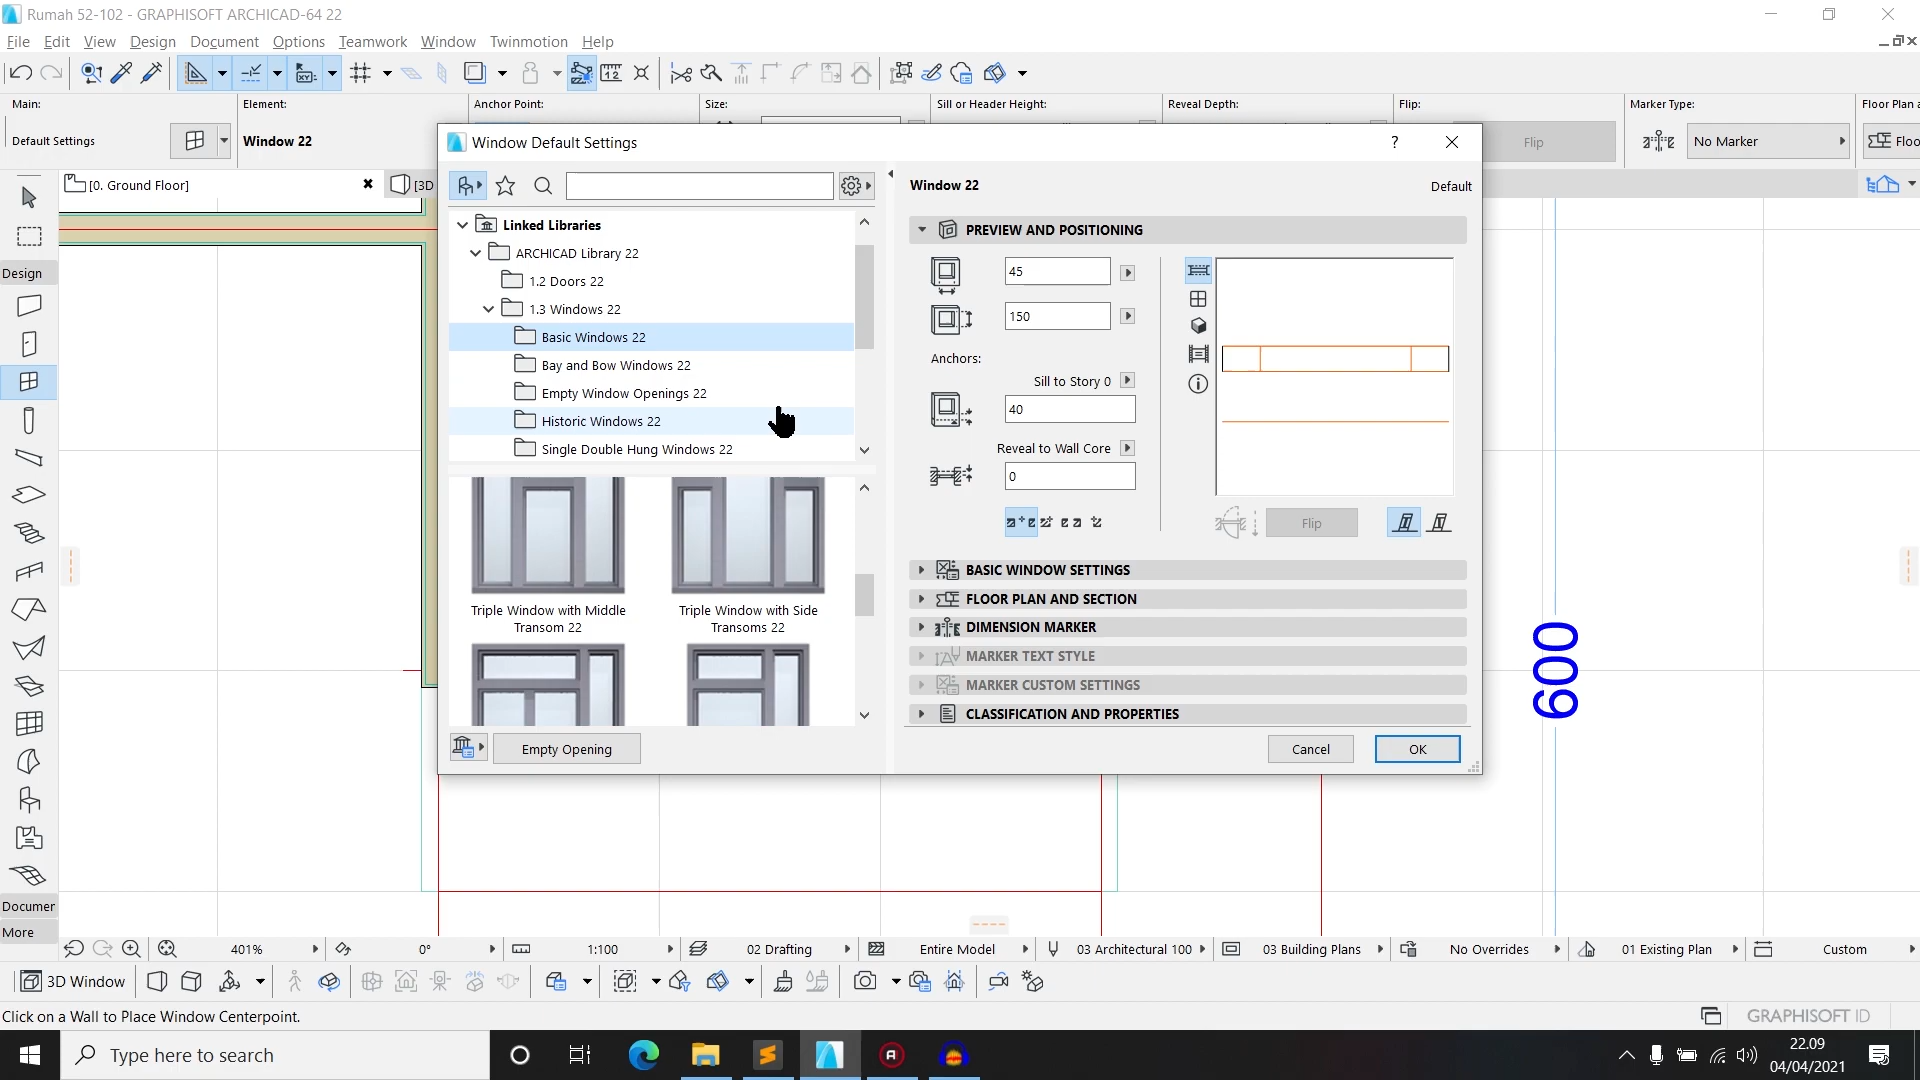 Rumah 52-102 - GRAPHISOFT ARCHICAD-64 22
File Edit View Design Document Options Teamwork Window Twinmotion Help
Main: Element: Anchor Point: Size: Sill or Header Height: Reveal Depth: Flip: Marker Type: Floor Plan a
Default Settings Window 22 Flip No Marker Floo
[0. Ground Floor] [3D
Window Default Settings ?
Window 22 Default
Linked Libraries
ARCHICAD Library 22
1.2 Doors 22
1.3 Windows 22
Basic Windows 22
Bay and Bow Windows 22
Empty Window Openings 22
Historic Windows 22
Single Double Hung Windows 22
Triple Window with Middle
Transom 22
Triple Window with Side
Transoms 22
Empty Opening
PREVIEW AND POSITIONING
45
150
Anchors:
Sill to Story 0
40
Reveal to Wall Core
0
Flip
BASIC WINDOW SETTINGS
FLOOR PLAN AND SECTION
DIMENSION MARKER
MARKER TEXT STYLE
MARKER CUSTOM SETTINGS
CLASSIFICATION AND PROPERTIES
Cancel OK
Design
Documen
More
600
401% 0° 1:100 02 Drafting Entire Model 03 Architectural 100 03 Building Plans No Overrides 01 Existing Plan Custom
3D Window
Click on a Wall to Place Window Centerpoint. GRAPHISOFT ID
Type here to search
22.09
04/04/2021